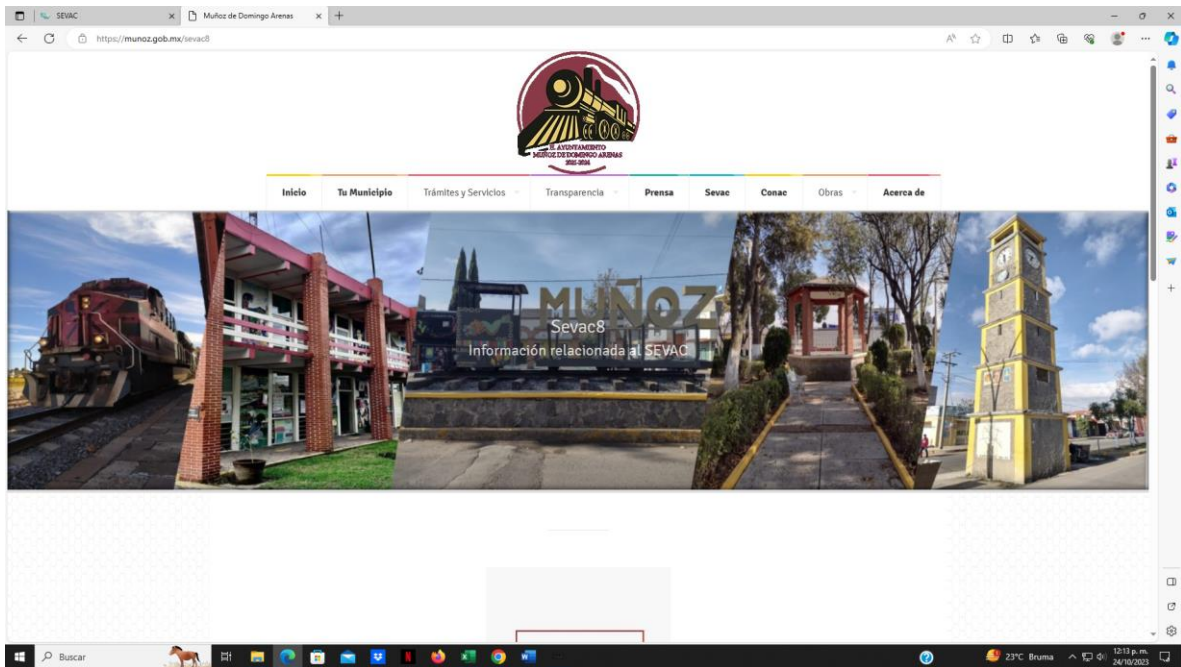 SEVAC
Muñoz de Domingo Arenas
https://munoz.gob.mx/sevac8
H. AYUNTAMIENTO
MUÑOZ DE DOMINGO ARENAS
2021-2024
Inicio Tu Municipio Trámites y Servicios Transparencia Prensa Sevac Conac Obras Acerca de
MUÑOZ
Sevac8
Información relacionada al SEVAC
Buscar
23°C Bruma
12:13 p. m.
24/10/2023